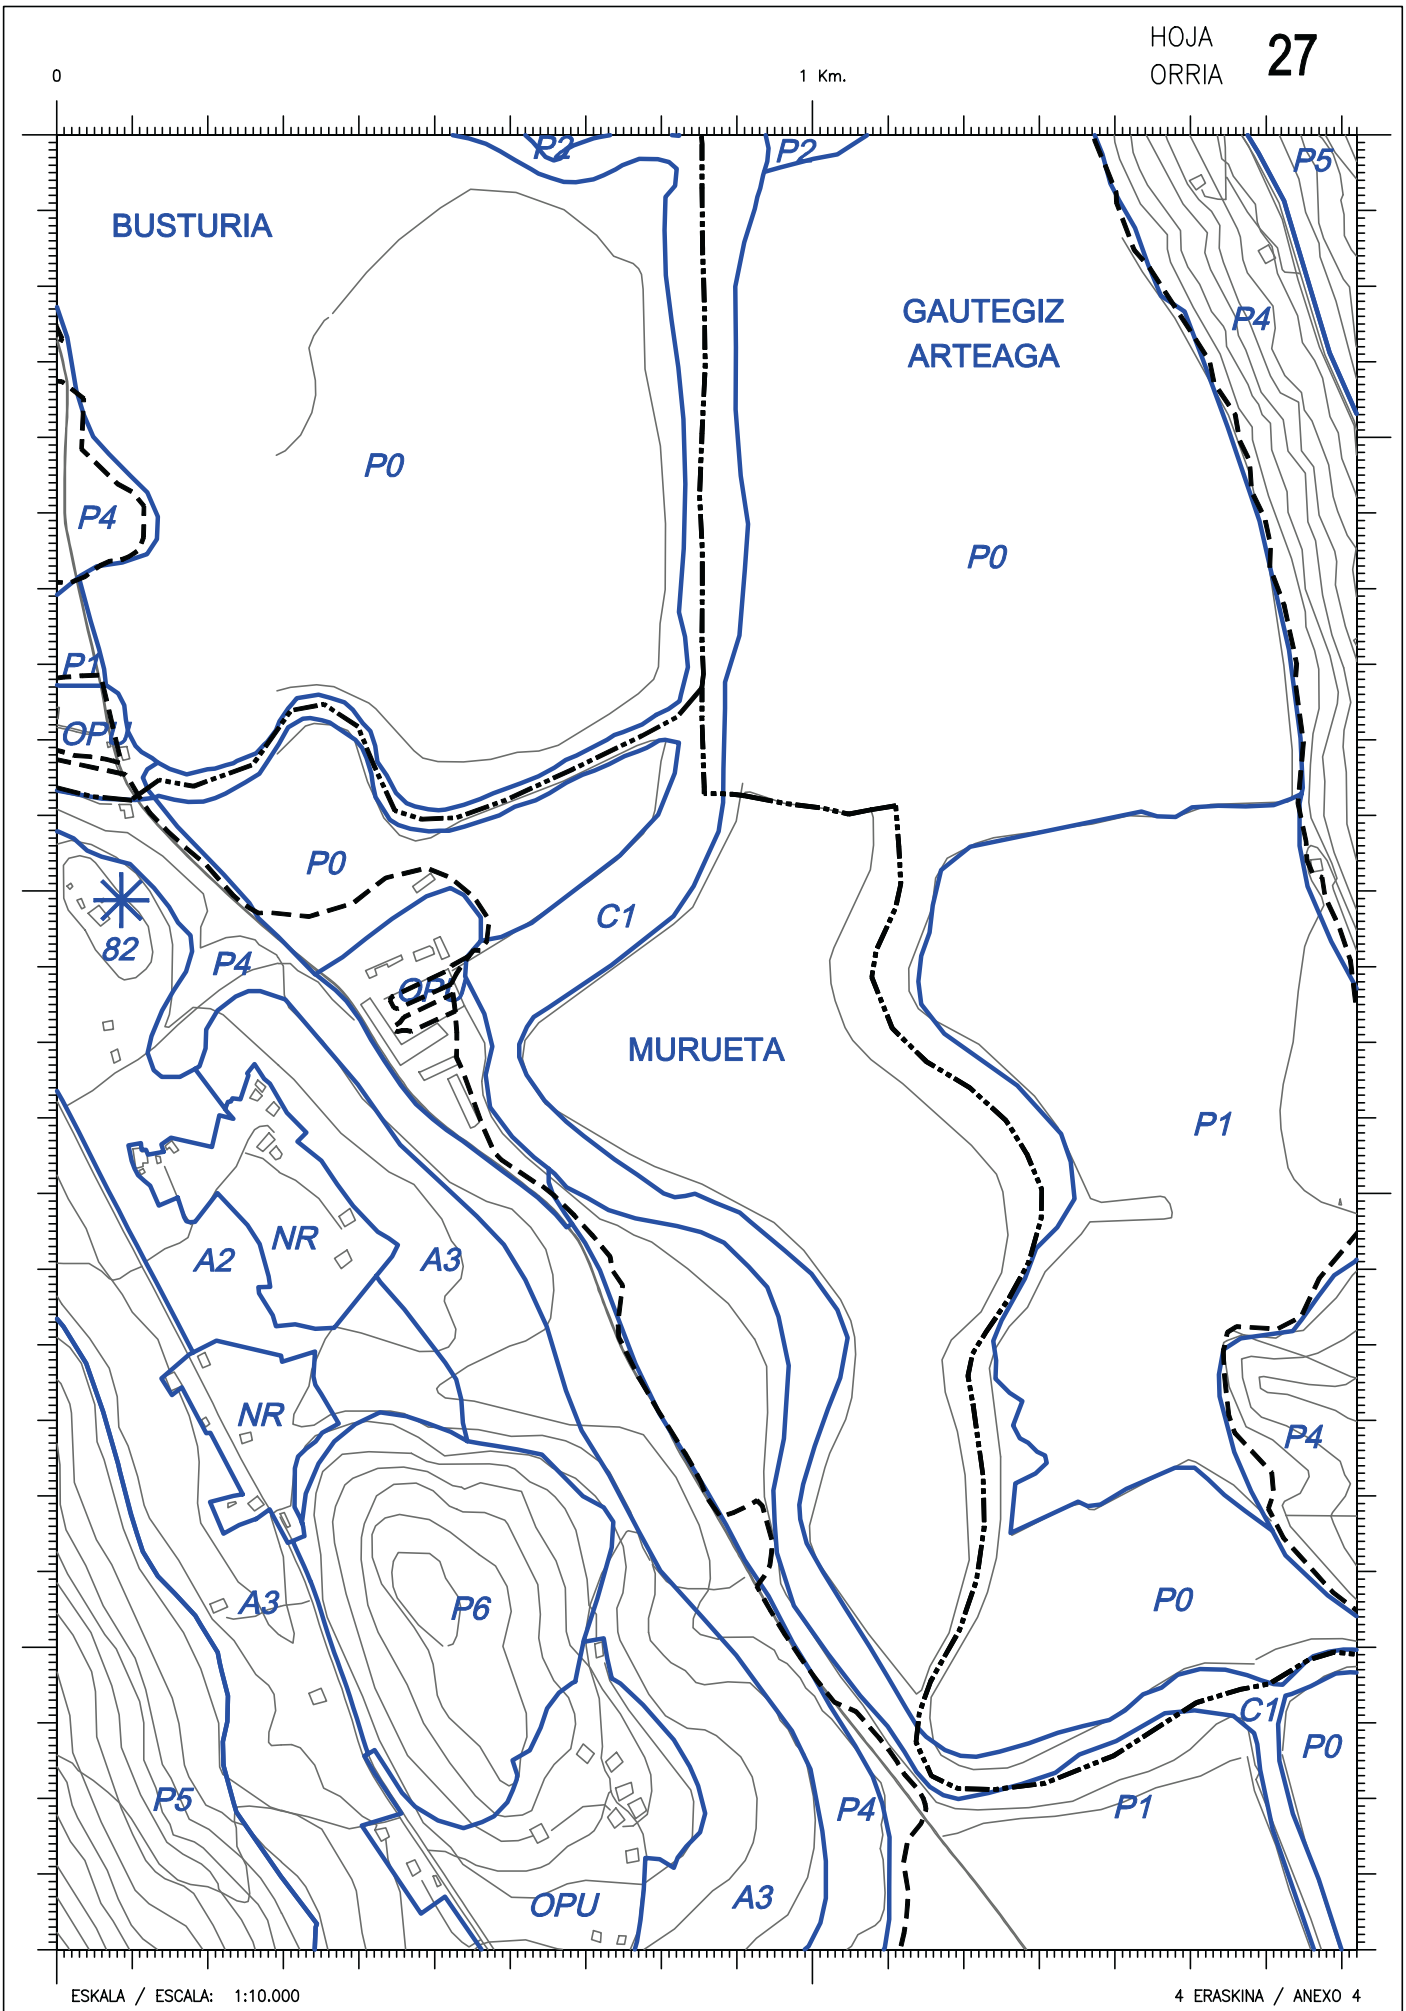 HOJA
ORRIA
27
0
1 Km.
P2
P2
P5
BUSTURIA
GAUTEGIZ
ARTEAGA
P4
P0
P4
P0
P1
OPU
P0
C1
82
P4
OPU
MURUETA
P1
NR
A2
A3
NR
P4
A3
P6
P0
C1
P0
P5
P4
P1
OPU
A3
ESKALA / ESCALA: 1:10.000
4 ERASKINA / ANEXO 4